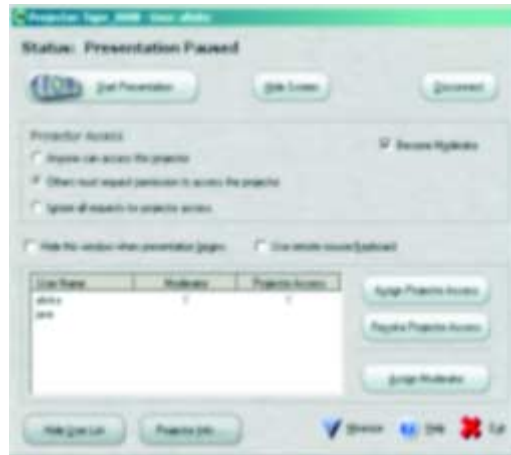 Status: Presentation Paused
Start Presentation
Hide Screen
Disconnect
Projector Access
Become Moderator
Anyone can access the projector
Others must request permission to access the projector
Ignore all requests for projector access
Hide this window when presentation begins
Use remote mouse/keyboard
User Name Moderator Projector Access
Assign Projector Access
Revoke Projector Access
Assign Moderator
Hide User List
Projector Info
Minimize
Help
Exit